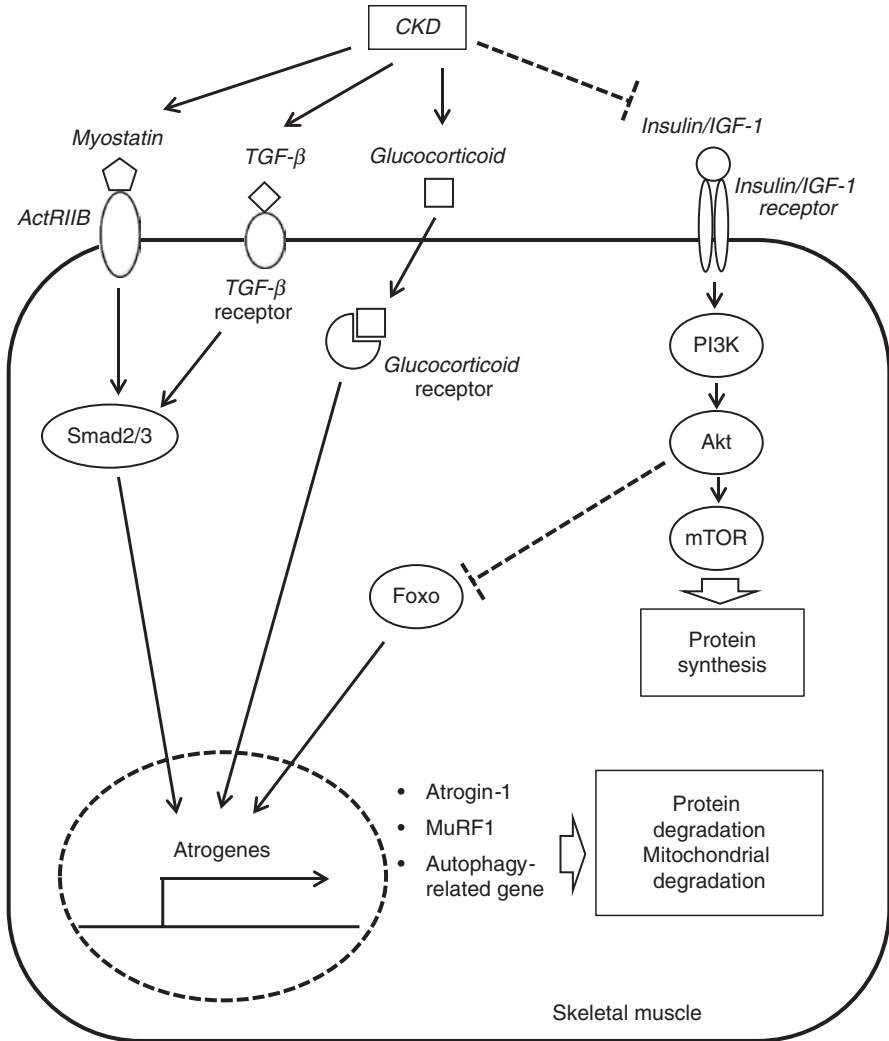 CKD
Myostatin
TGF-β
Glucocorticoid
Insulin/IGF-1
ActRIIB
Insulin/IGF-1
receptor
TGF-β
receptor
Glucocorticoid
receptor
PI3K
Smad2/3
Akt
mTOR
Foxo
Protein
synthesis
Atrogenes
• Atrogin-1
• MuRF1
• Autophagy-
related gene
Protein
degradation
Mitochondrial
degradation
Skeletal muscle